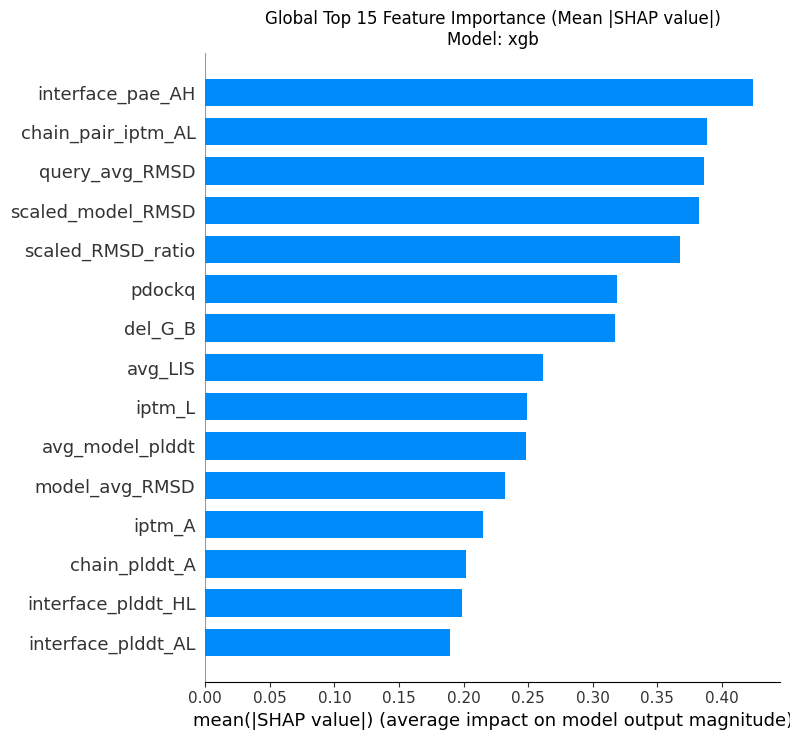 Global Top 15 Feature Importance (Mean |SHAP value|)
Model: xgb
interface_pae_AH
chain_pair_iptm_AL
query_avg_RMSD
scaled_model_RMSD
scaled_RMSD_ratio
pdockq
del_G_B
avg_LIS
iptm_L
avg_model_plddt
model_avg_RMSD
iptm_A
chain_plddt_A
interface_plddt_HL
interface_plddt_AL
0.00 0.05 0.10 0.15 0.20 0.25 0.30 0.35 0.40
mean(|SHAP value|) (average impact on model output magnitude)